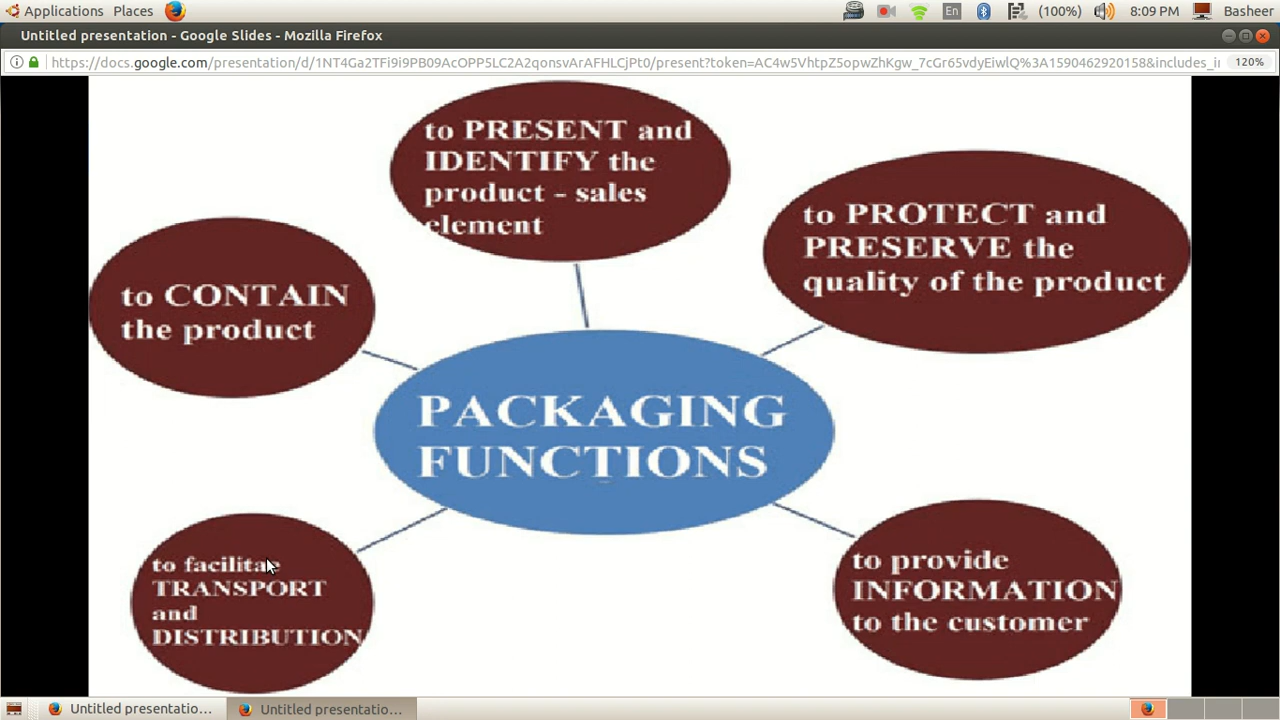 Applications Places
En
(100%)
8:09 PM
Basheer
Untitled presentation - Google Slides - Mozilla Firefox
https://docs.google.com/presentation/d/1NT4Ga2TFi9i9PB09AcOPP5LC2A2qonsvArAFHLCjPt0/present?token=AC4w5VhtpZSopwZhKgw_7cGr65vdyEiwlQ%3A1590462920158&includes_i
120%
to PRESENT and
IDENTIFY the
product - sales
element
to PROTECT and
PRESERVE the
quality of the product
to CONTAIN
the product
PACKAGING
FUNCTIONS
to facilitae
TRANSPORT
and
DISTRIBUTION
to provide
INFORMATION
to the customer
Untitled presentatio...
Untitled presentatio...